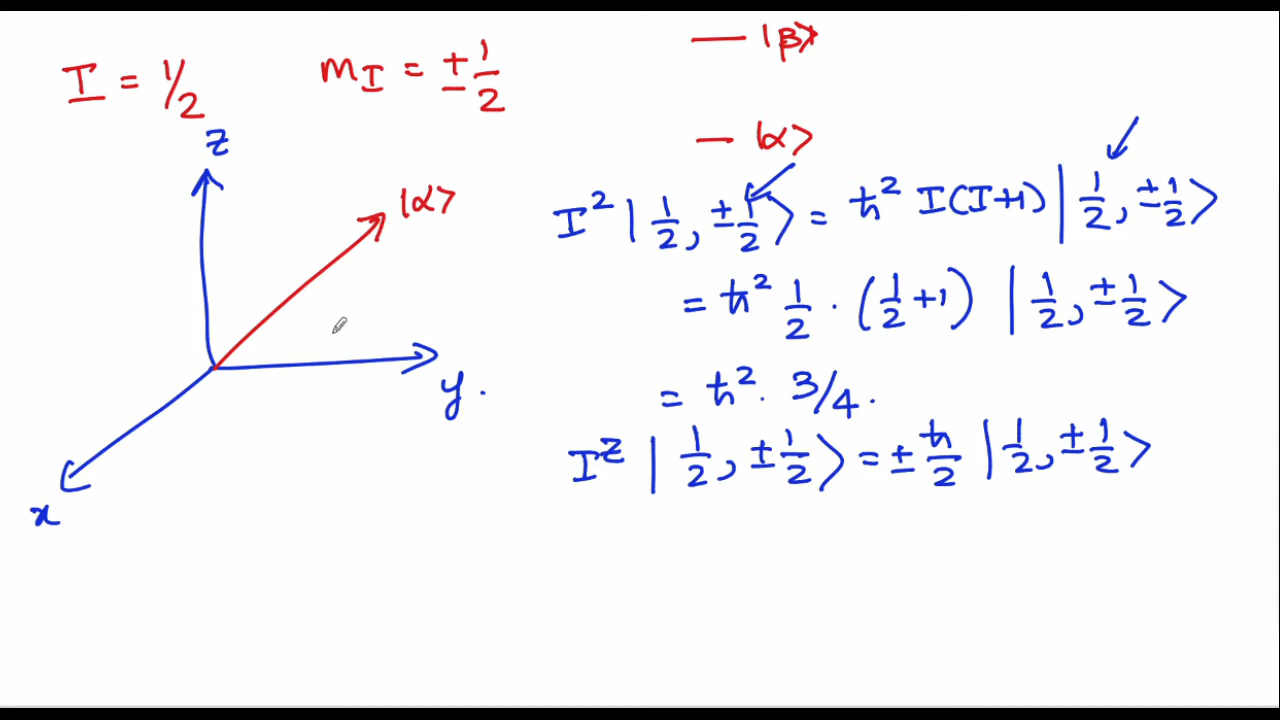 I = 1/2
m_I = ± 1/2
— |β⟩
— |α⟩
z
|α⟩
y .
x
I² | 1/2, ± 1/2 ⟩ = ħ² I(I+1) | 1/2, ± 1/2 ⟩
= ħ² 1/2 · (1/2 +1) | 1/2, ± 1/2 ⟩
= ħ² . 3/4 .
I^z | 1/2, ± 1/2 ⟩ = ± ħ/2 | 1/2, ± 1/2 ⟩